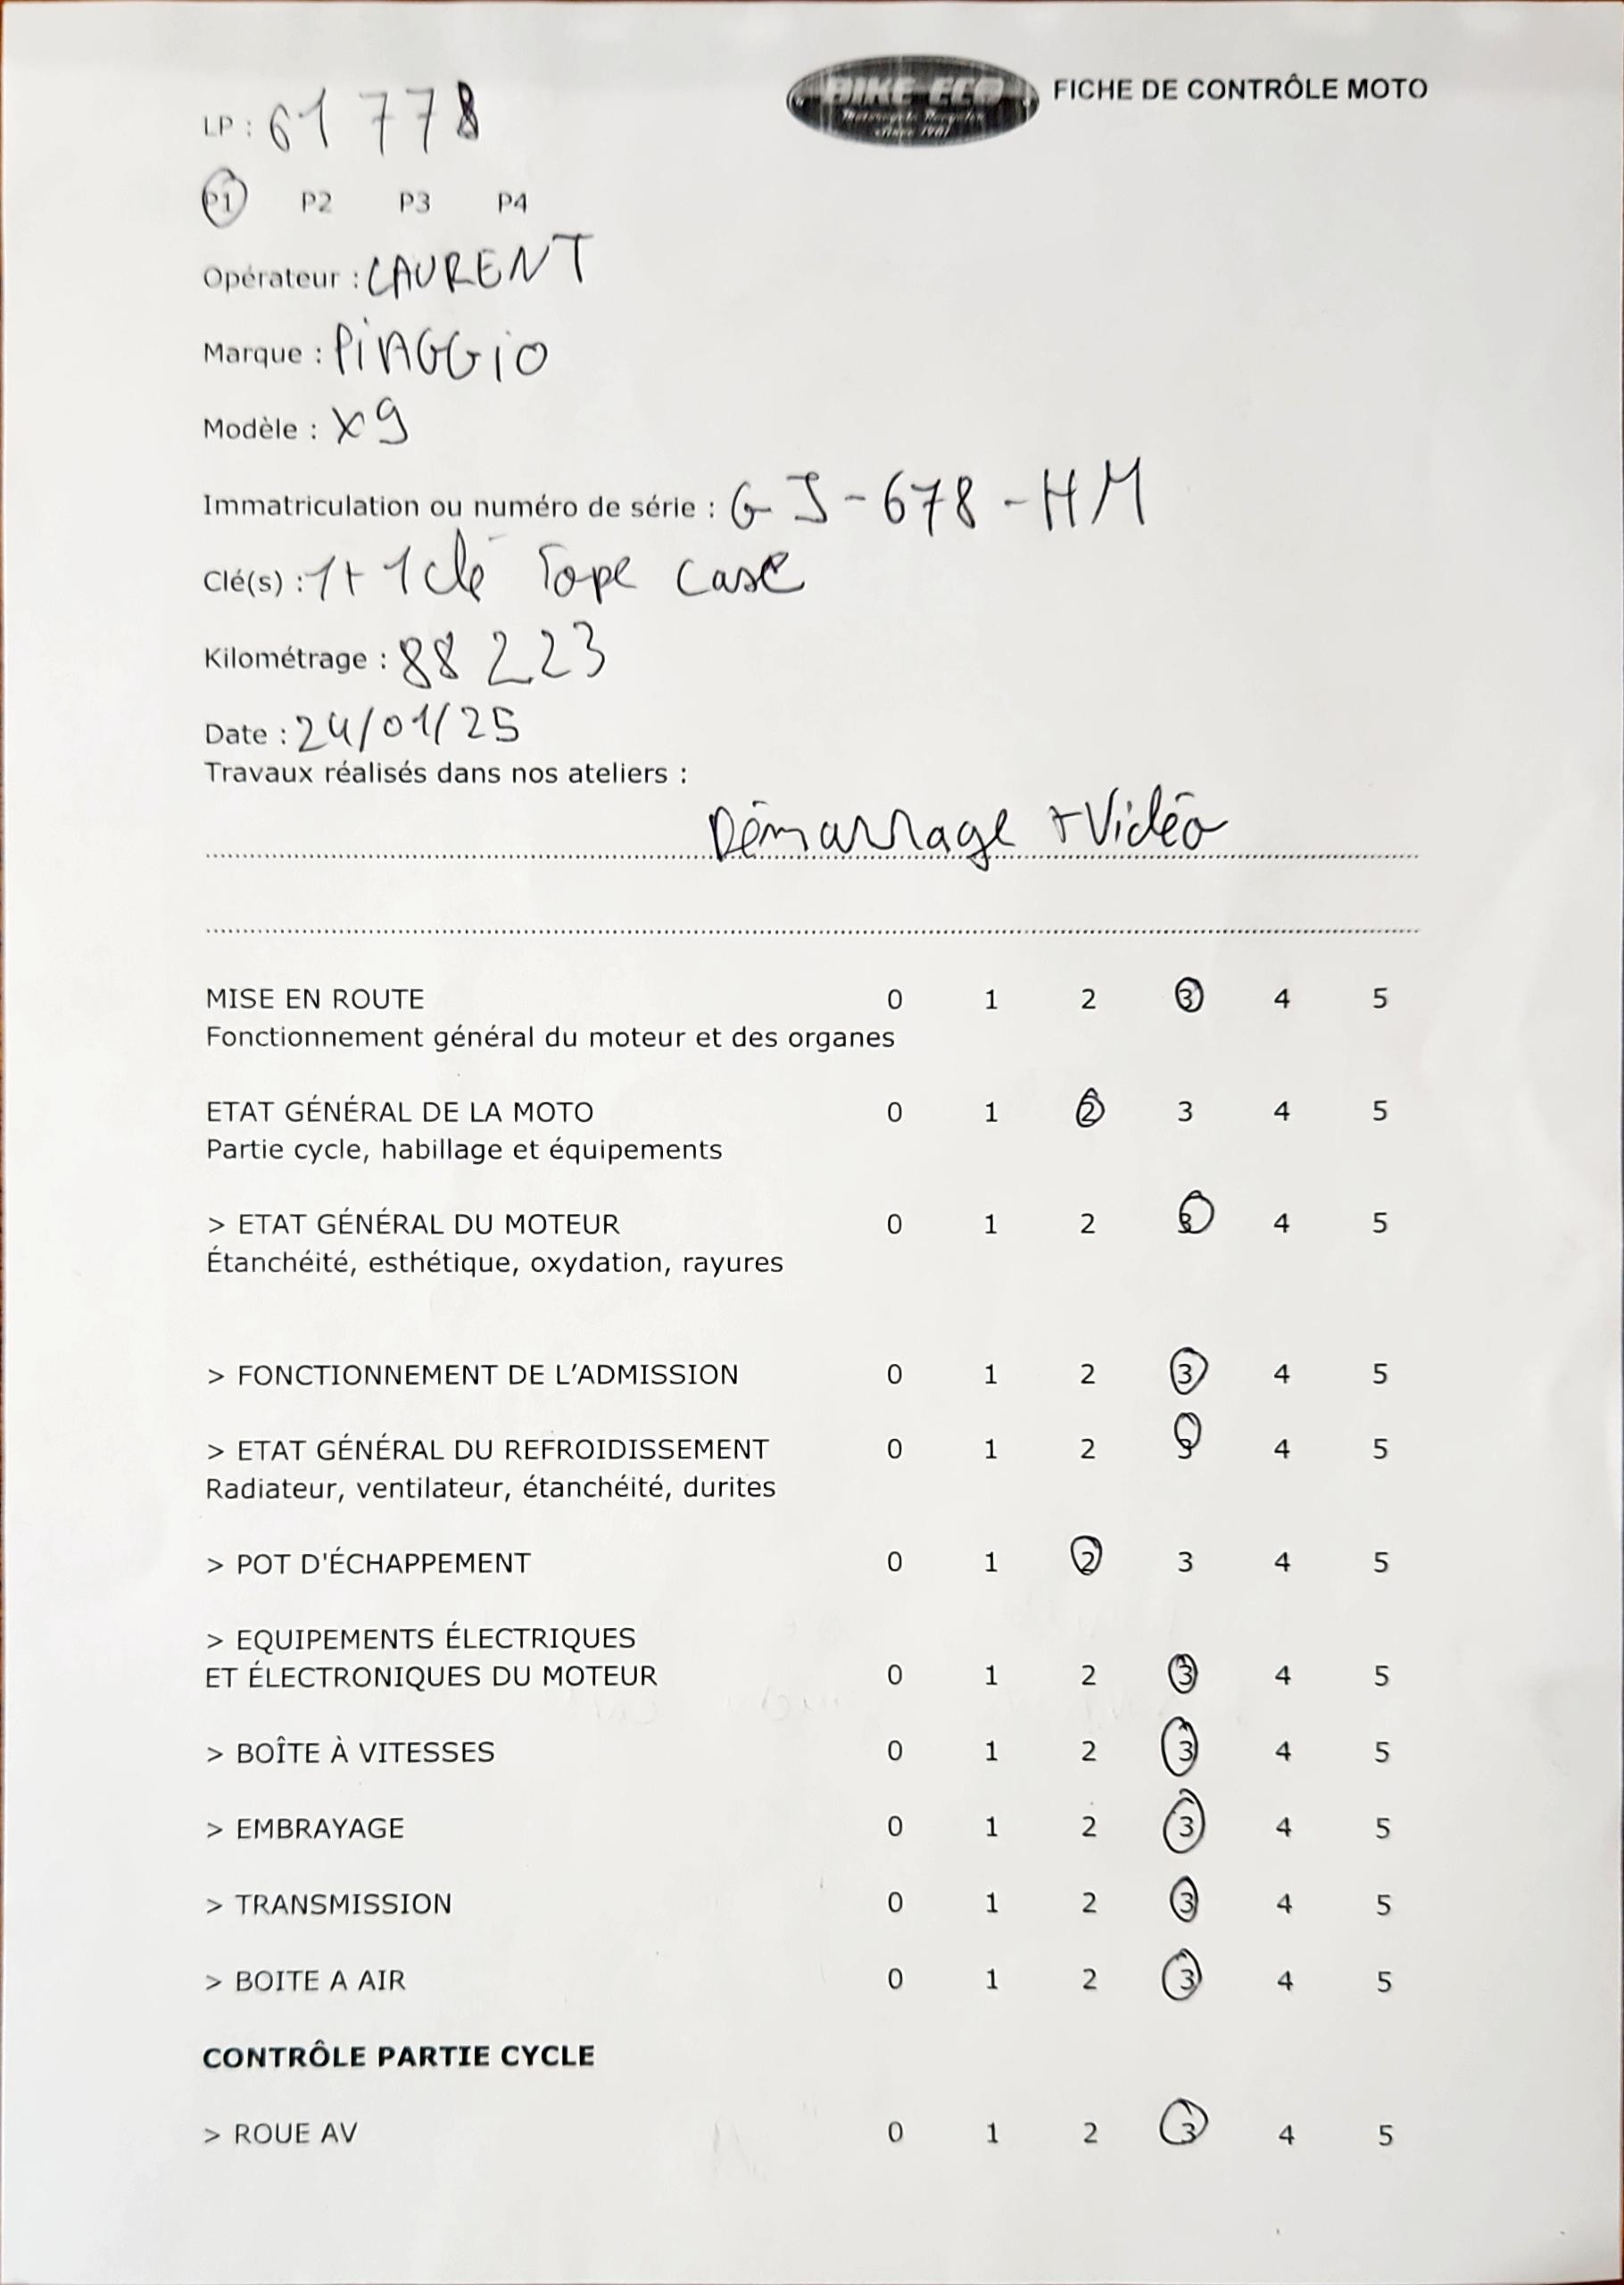 BIKE-ECO FICHE DE CONTRÔLE MOTO
Motorcycle Recycler
since 1981
LP : 61 778
P1 P2 P3 P4
Opérateur : LAURENT
Marque : PiAGGiO
Modèle : X9
Immatriculation ou numéro de série : GJ-678-HM
Clé(s) : 1+1 clé Tope case
Kilométrage : 88 223
Date : 24/01/25
Travaux réalisés dans nos ateliers :
Démarrage + Vidéo
MISE EN ROUTE 0 1 2 3 4 5
Fonctionnement général du moteur et des organes
ETAT GÉNÉRAL DE LA MOTO 0 1 2 3 4 5
Partie cycle, habillage et équipements
> ETAT GÉNÉRAL DU MOTEUR 0 1 2 3 4 5
Étanchéité, esthétique, oxydation, rayures
> FONCTIONNEMENT DE L'ADMISSION 0 1 2 3 4 5
> ETAT GÉNÉRAL DU REFROIDISSEMENT 0 1 2 3 4 5
Radiateur, ventilateur, étanchéité, durites
> POT D'ÉCHAPPEMENT 0 1 2 3 4 5
> EQUIPEMENTS ÉLECTRIQUES
ET ÉLECTRONIQUES DU MOTEUR 0 1 2 3 4 5
> BOÎTE À VITESSES 0 1 2 3 4 5
> EMBRAYAGE 0 1 2 3 4 5
> TRANSMISSION 0 1 2 3 4 5
> BOITE A AIR 0 1 2 3 4 5
CONTRÔLE PARTIE CYCLE
> ROUE AV 0 1 2 3 4 5